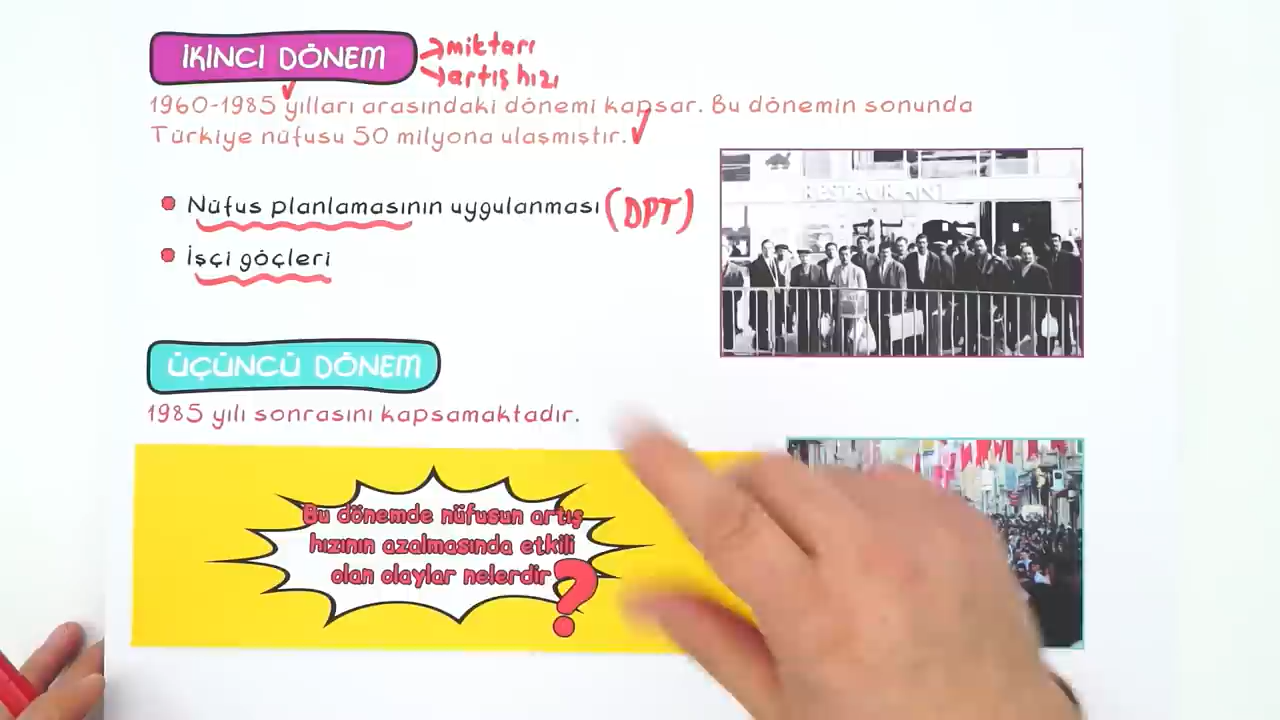 İKİNCİ DÖNEM
→miktarı
→artış hızı
1960-1985 yılları arasındaki dönemi kapsar. Bu dönemin sonunda
Türkiye nüfusu 50 milyona ulaşmıştır.
Nüfus planlamasının uygulanması (DPT)
İşçi göçleri
RESTAURANT
ÜÇÜNCÜ DÖNEM
1985 yılı sonrasını kapsamaktadır.
Bu dönemde nüfusun artış
hızının azalmasında etkili
olan olaylar nelerdir?